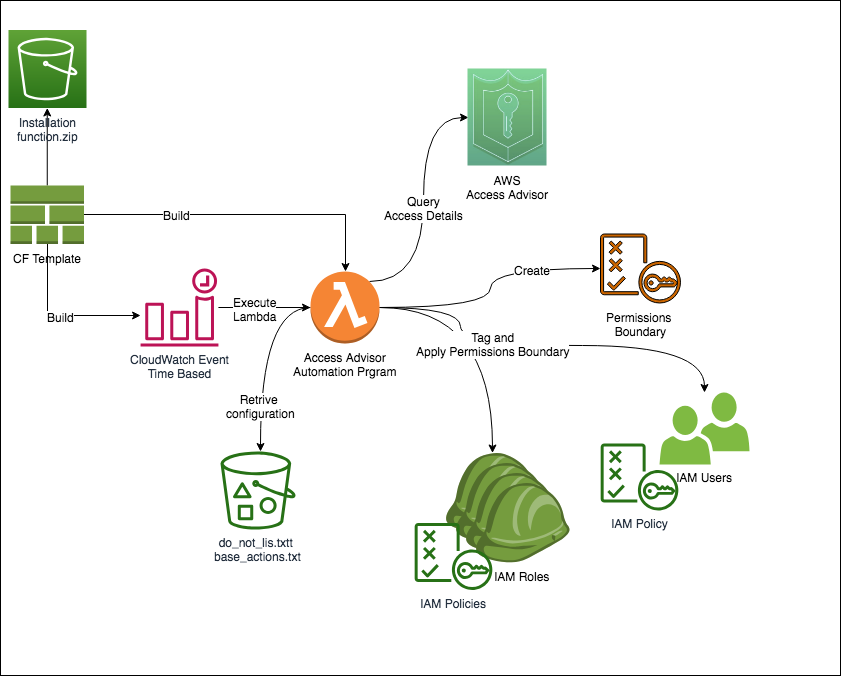 Installation
function.zip
AWS
Access Advisor
Query
Access Details
Build
CF Template
Create
Permissions
Boundary
Build
Execute
Lambda
CloudWatch Event
Time Based
Access Advisor
Automation Prgram
Tag and
Apply Permissions Boundary
Retrive
configuration
IAM Users
IAM Policy
do_not_lis.txtt
base_actions.txt
IAM Roles
IAM Policies